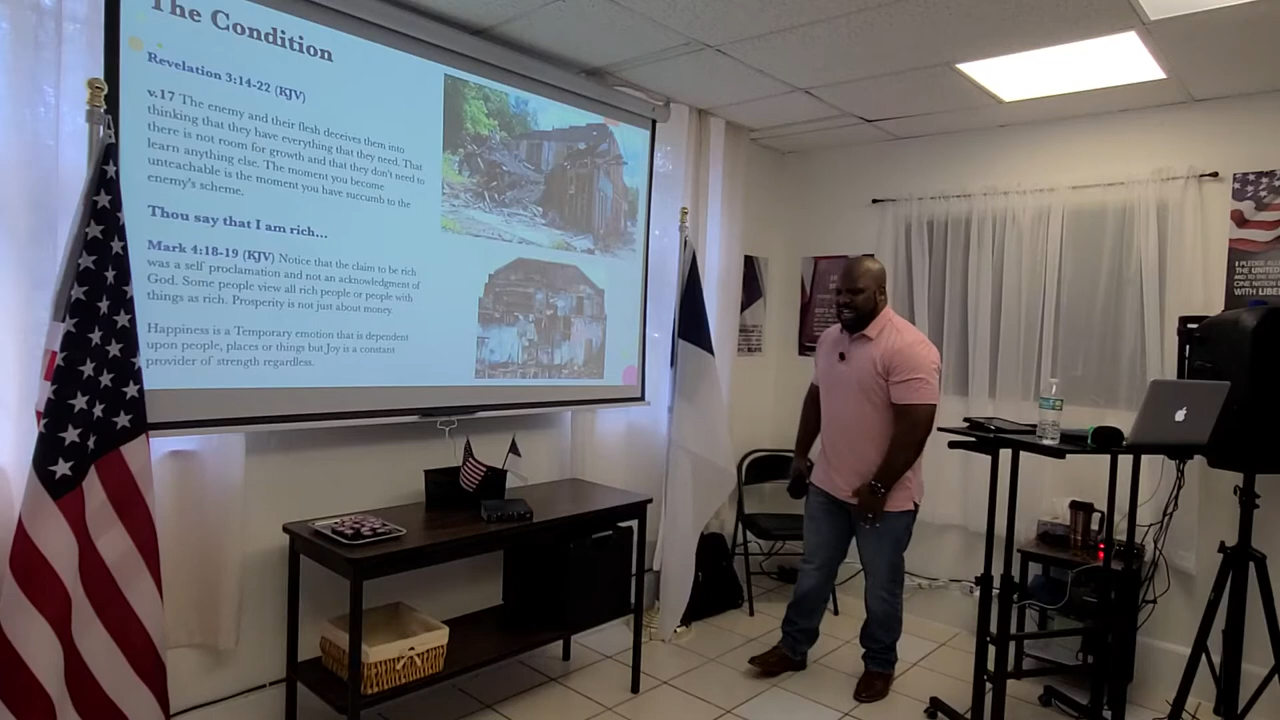 The Condition
Revelation 3:14-22 (KJV)
v.17 The enemy and their flesh deceives them into
thinking that they have everything that they need. That
there is not room for growth and that they don't need to
learn anything else. The moment you become
unteachable is the moment you have succumb to the
enemy's scheme.
Thou say that I am rich...
Mark 4:18-19 (KJV) Notice that the claim to be rich
was a self proclamation and not an acknowledgment of
God. Some people view all rich people or people with
things as rich. Prosperity is not just about money.
Happiness is a Temporary emotion that is dependent
upon people, places or things but Joy is a constant
provider of strength regardless.
I PLEDGE
THE UNITED
ONE NATION
WITH